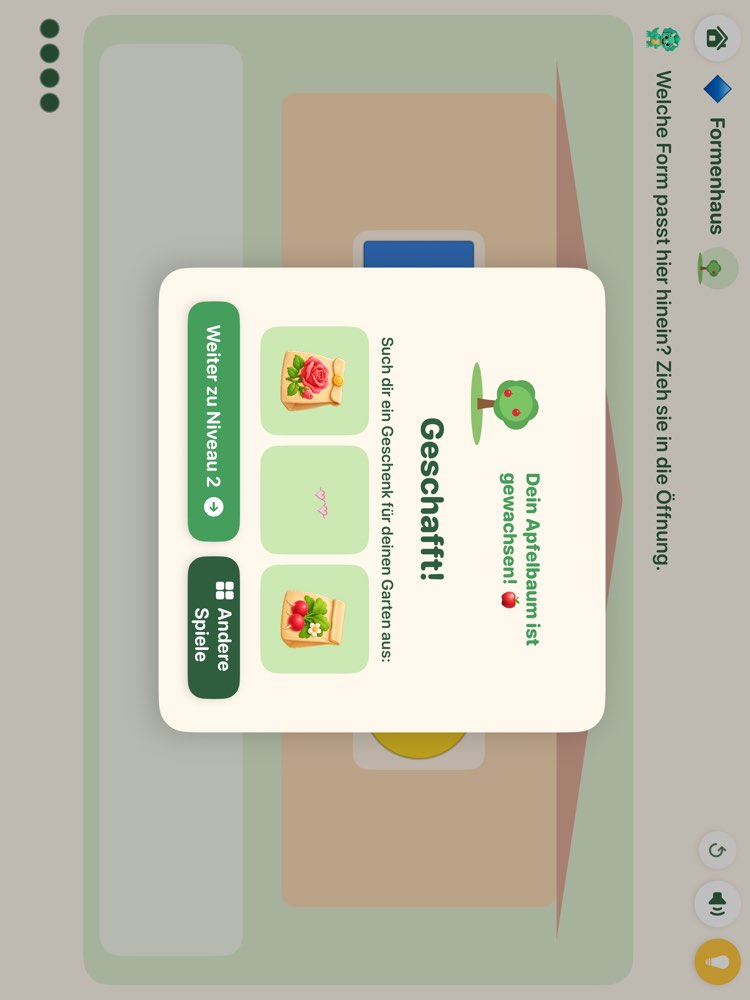 Formenhaus
Welche Form passt hier hinein? Zieh sie in die Öffnung.
Dein Apfelbaum ist
gewachsen!
Geschafft!
Such dir ein Geschenk für deinen Garten aus:
Weiter zu Niveau 2
Andere
Spiele